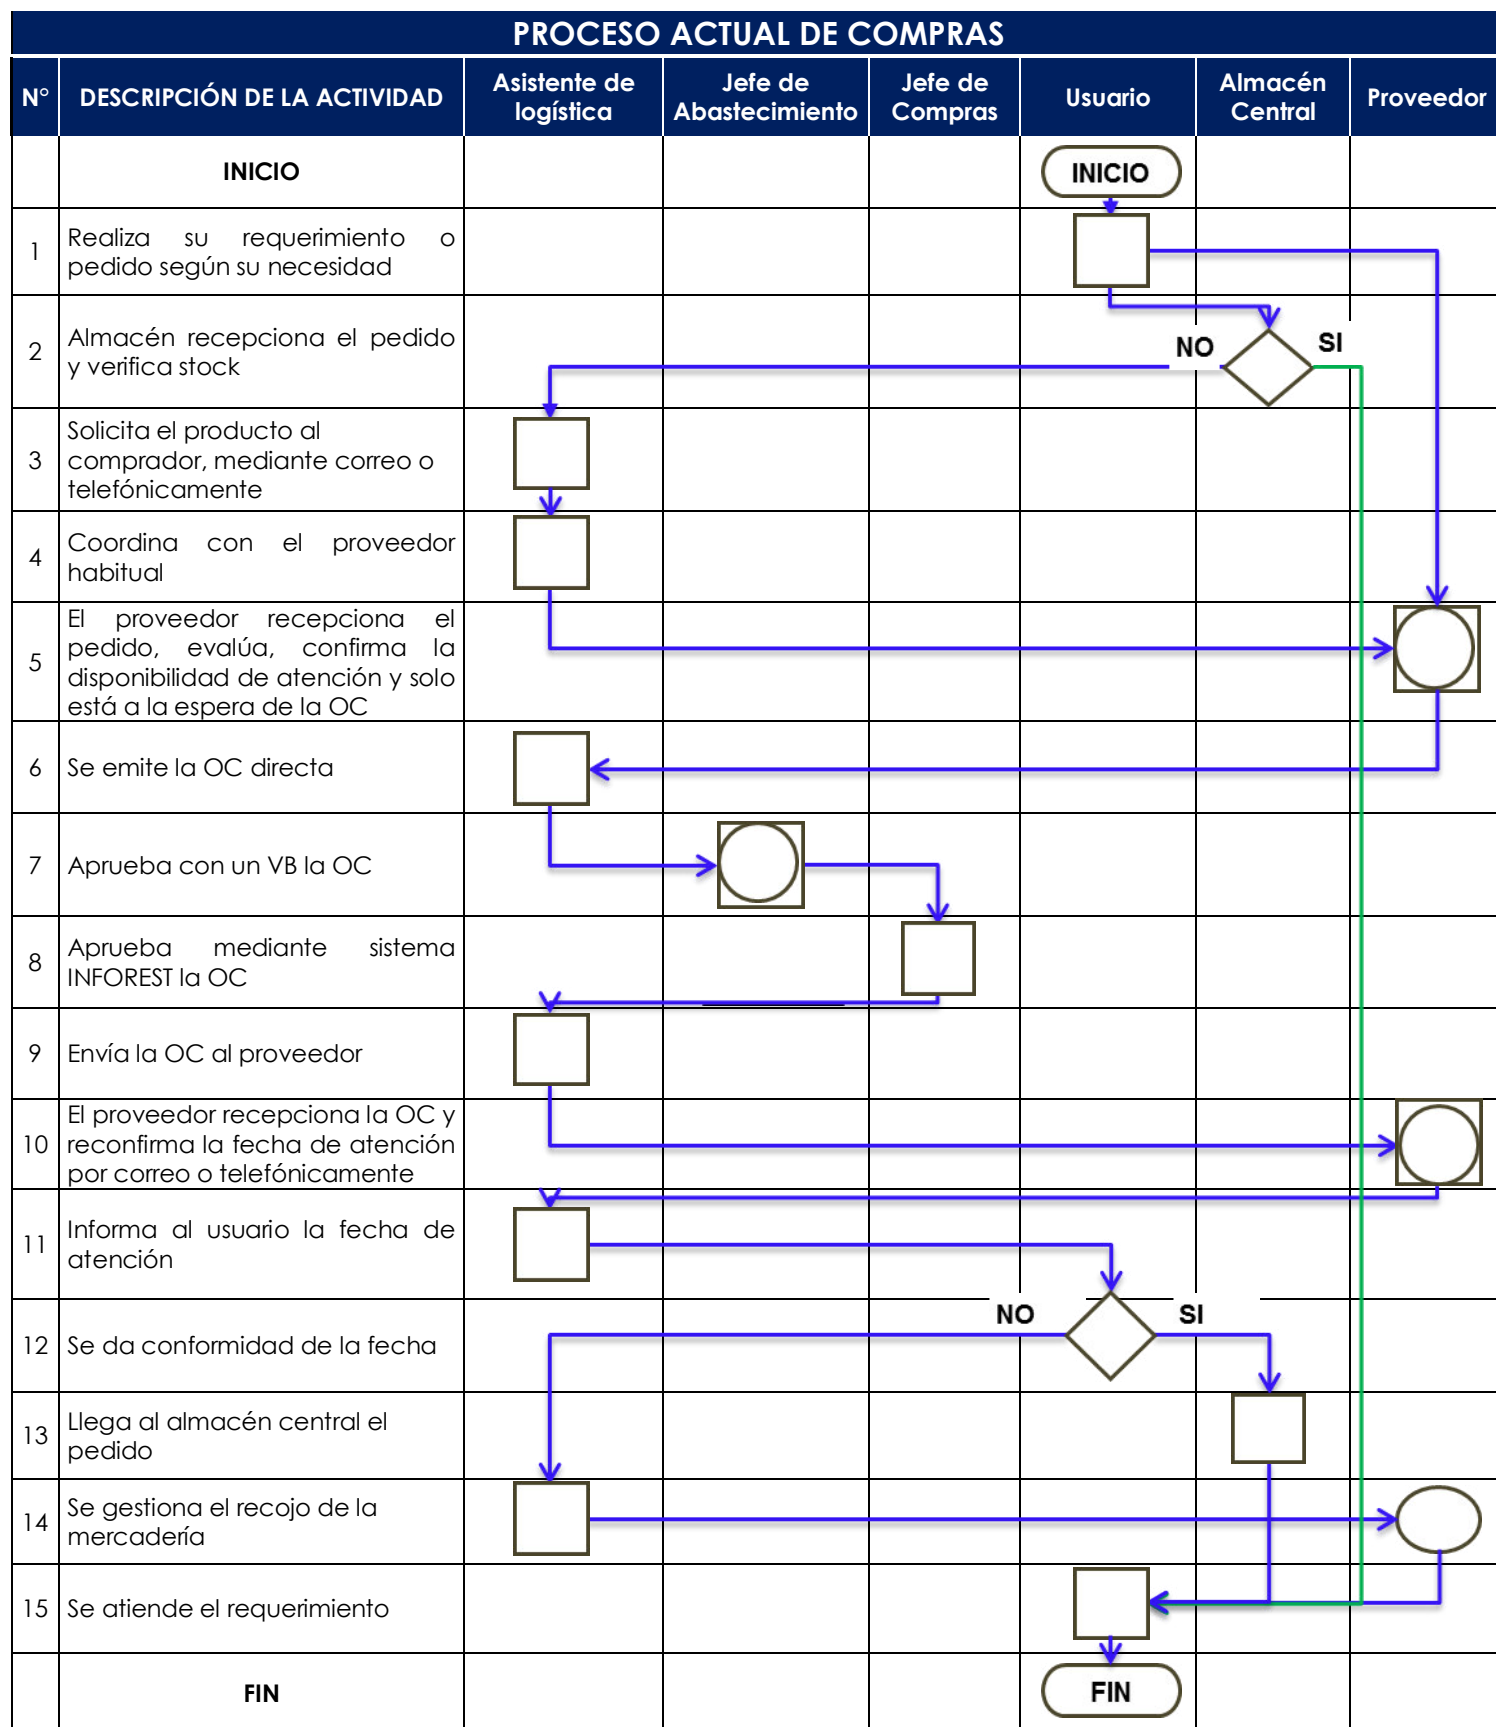 PROCESO ACTUAL DE COMPRAS
N° DESCRIPCIÓN DE LA ACTIVIDAD Asistente de logística Jefe de Abastecimiento Jefe de Compras Usuario Almacén Central Proveedor
INICIO INICIO
1 Realiza su requerimiento o
pedido según su necesidad
2 Almacén recepciona el pedido
y verifica stock
NO SI
3 Solicita el producto al
comprador, mediante correo o
telefónicamente
4 Coordina con el proveedor
habitual
5 El proveedor recepciona el
pedido, evalúa, confirma la
disponibilidad de atención y solo
está a la espera de la OC
6 Se emite la OC directa
7 Aprueba con un VB la OC
8 Aprueba mediante sistema
INFOREST la OC
9 Envía la OC al proveedor
10 El proveedor recepciona la OC y
reconfirma la fecha de atención
por correo o telefónicamente
11 Informa al usuario la fecha de
atención
12 Se da conformidad de la fecha
NO SI
13 Llega al almacén central el
pedido
14 Se gestiona el recojo de la
mercadería
15 Se atiende el requerimiento
FIN FIN